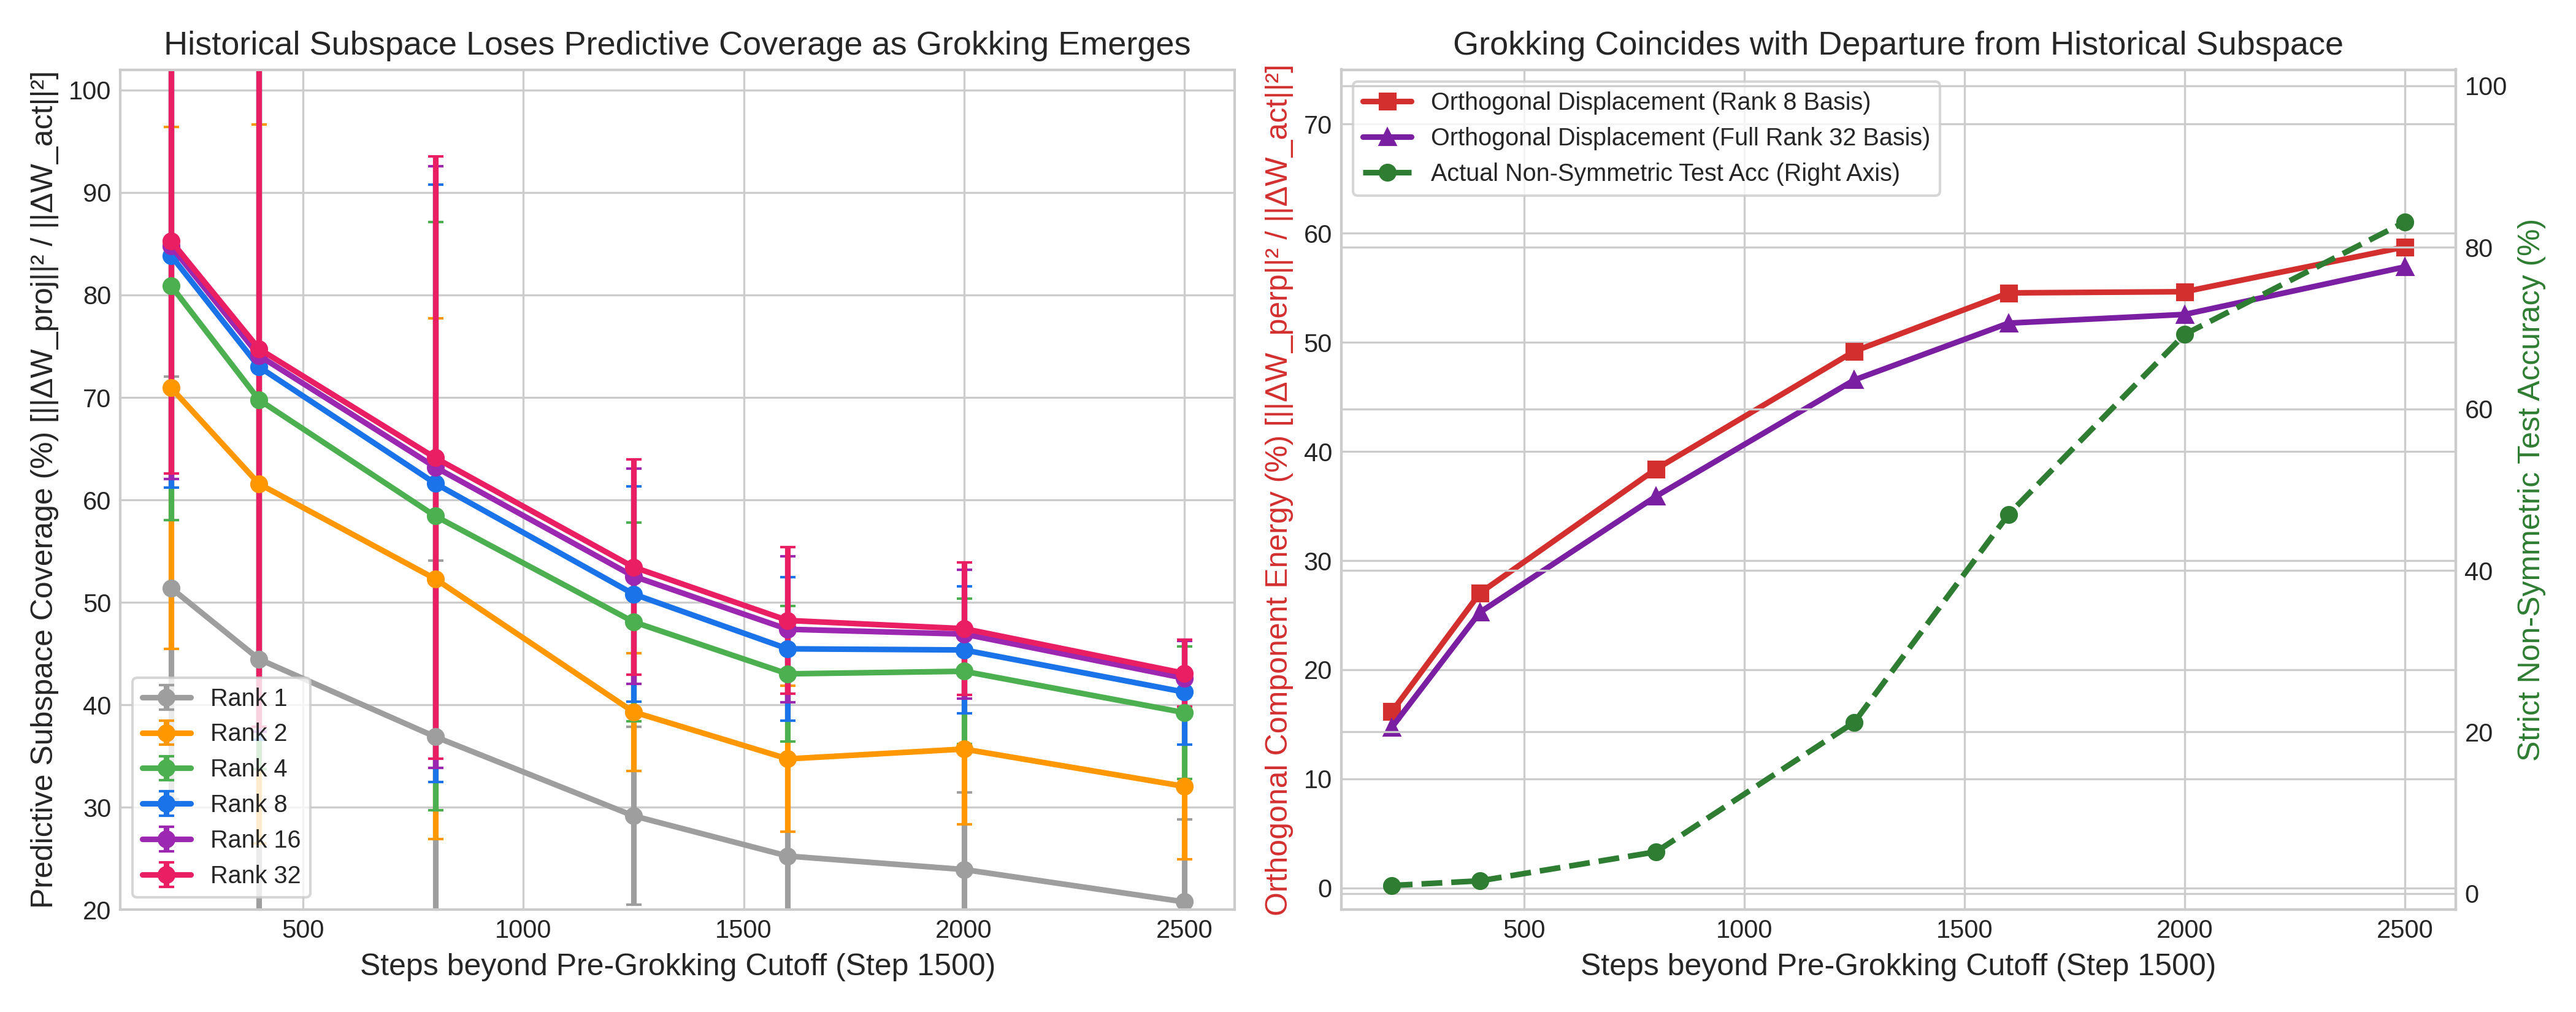 Historical Subspace Loses Predictive Coverage as Grokking Emerges
Predictive Subspace Coverage (%) [||ΔW_proj||² / ||ΔW_act||²]
100
90
80
70
60
50
40
30
20
Rank 1
Rank 2
Rank 4
Rank 8
Rank 16
Rank 32
500
1000
1500
2000
2500
Steps beyond Pre-Grokking Cutoff (Step 1500)
Grokking Coincides with Departure from Historical Subspace
Orthogonal Component Energy (%) [||ΔW_perp||² / ||ΔW_act||²]
70
60
50
40
30
20
10
0
Orthogonal Displacement (Rank 8 Basis)
Orthogonal Displacement (Full Rank 32 Basis)
Actual Non-Symmetric Test Acc (Right Axis)
100
80
60
40
20
0
Strict Non-Symmetric Test Accuracy (%)
500
1000
1500
2000
2500
Steps beyond Pre-Grokking Cutoff (Step 1500)